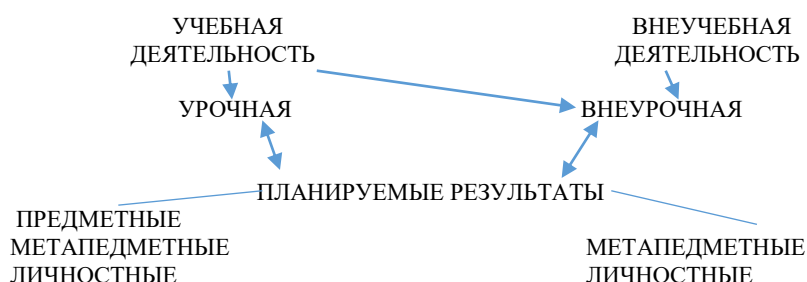 УЧЕБНАЯ
ДЕЯТЕЛЬНОСТЬ
ВНЕУЧЕБНАЯ
ДЕЯТЕЛЬНОСТЬ
УРОЧНАЯ
ВНЕУРОЧНАЯ
ПЛАНИРУЕМЫЕ РЕЗУЛЬТАТЫ
ПРЕДМЕТНЫЕ
МЕТАПЕДМЕТНЫЕ
ЛИЧНОСТНЫЕ
МЕТАПЕДМЕТНЫЕ
ЛИЧНОСТНЫЕ